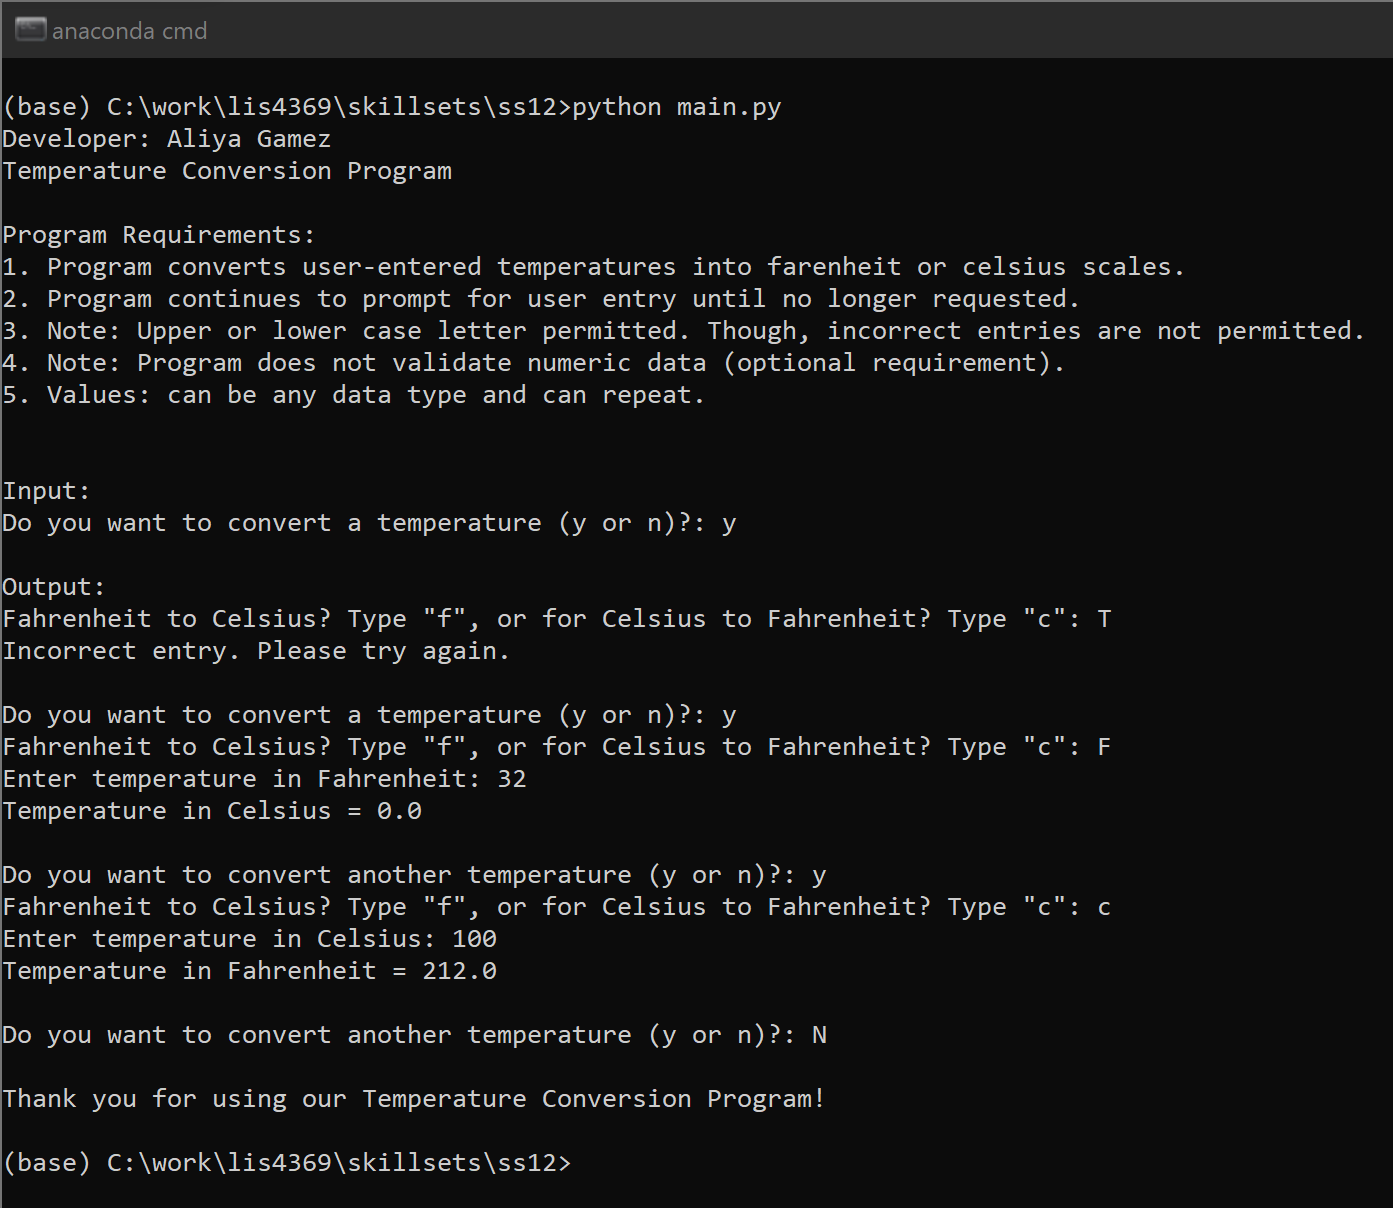 anaconda cmd
(base) C:\work\lis4369\skillsets\ss12>python main.py
Developer: Aliya Gamez
Temperature Conversion Program
Program Requirements:
1. Program converts user-entered temperatures into farenheit or celsius scales.
2. Program continues to prompt for user entry until no longer requested.
3. Note: Upper or lower case letter permitted. Though, incorrect entries are not permitted.
4. Note: Program does not validate numeric data (optional requirement).
5. Values: can be any data type and can repeat.
Input:
Do you want to convert a temperature (y or n)?: y
Output:
Fahrenheit to Celsius? Type "f", or for Celsius to Fahrenheit? Type "c": T
Incorrect entry. Please try again.
Do you want to convert a temperature (y or n)?: y
Fahrenheit to Celsius? Type "f", or for Celsius to Fahrenheit? Type "c": F
Enter temperature in Fahrenheit: 32
Temperature in Celsius = 0.0
Do you want to convert another temperature (y or n)?: y
Fahrenheit to Celsius? Type "f", or for Celsius to Fahrenheit? Type "c": c
Enter temperature in Celsius: 100
Temperature in Fahrenheit = 212.0
Do you want to convert another temperature (y or n)?: N
Thank you for using our Temperature Conversion Program!
(base) C:\work\lis4369\skillsets\ss12>